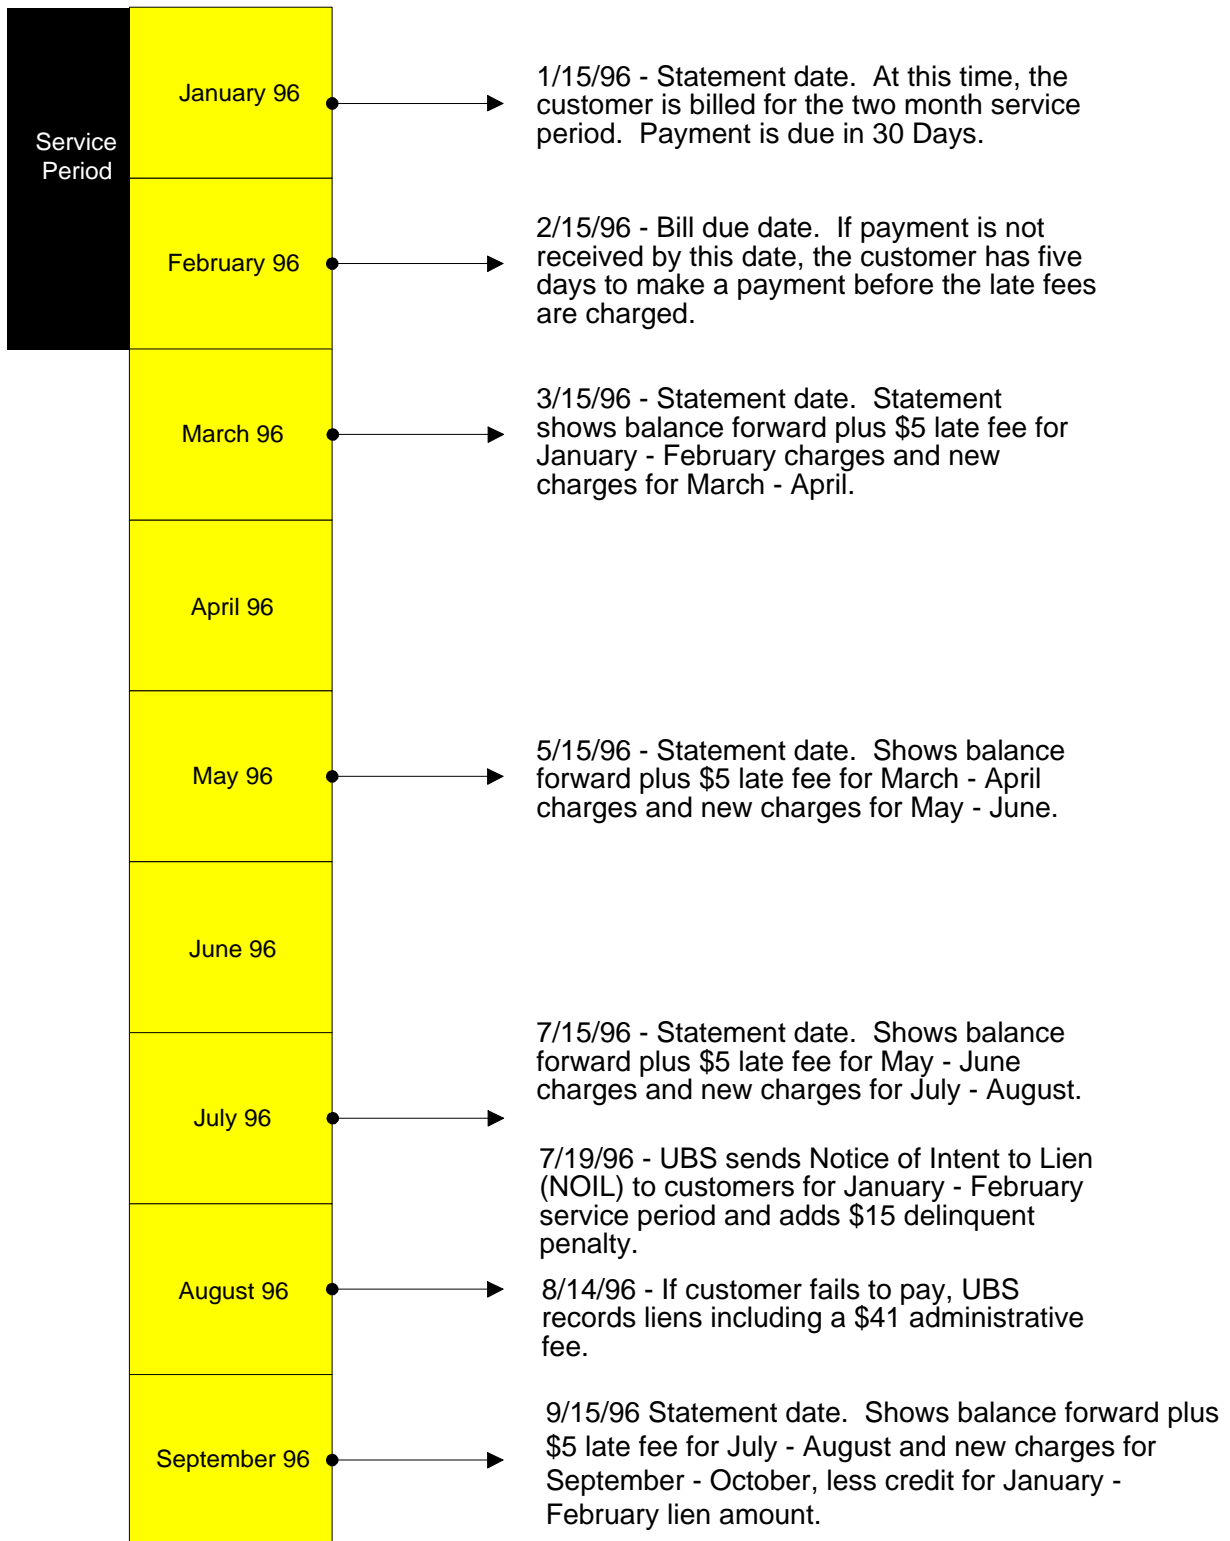 January 96
1/15/96 - Statement date.  At this time, the
customer is billed for the two month service
period.  Payment is due in 30 Days.
Service
Period
February 96
2/15/96 - Bill due date.  If payment is not
received by this date, the customer has five
days to make a payment before the late fees
are charged.
March 96
3/15/96 - Statement date.  Statement
shows balance forward plus $5 late fee for
January - February charges and new
charges for March - April.
April 96
May 96
5/15/96 - Statement date.  Shows balance
forward plus $5 late fee for March - April
charges and new charges for May - June.
June 96
July 96
7/15/96 - Statement date.  Shows balance
forward plus $5 late fee for May - June
charges and new charges for July - August.
7/19/96 - UBS sends Notice of Intent to Lien
(NOIL) to customers for January - February
service period and adds $15 delinquent
penalty.
August 96
8/14/96 - If customer fails to pay, UBS
records liens including a $41 administrative
fee.
September 96
9/15/96 Statement date.  Shows balance forward plus
$5 late fee for July - August and new charges for
September - October, less credit for January -
February lien amount.